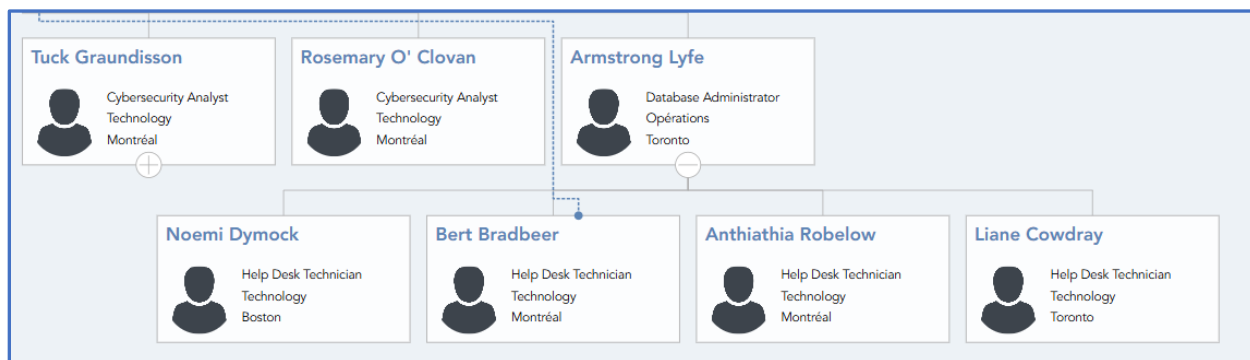 Tuck Graundisson
Cybersecurity Analyst
Technology
Montréal
Rosemary O' Clovan
Cybersecurity Analyst
Technology
Montréal
Armstrong Lyfe
Database Administrator
Opérations
Toronto
Noemi Dymock
Help Desk Technician
Technology
Boston
Bert Bradbeer
Help Desk Technician
Technology
Montréal
Anthiathia Robelow
Help Desk Technician
Technology
Montréal
Liane Cowdray
Help Desk Technician
Technology
Toronto